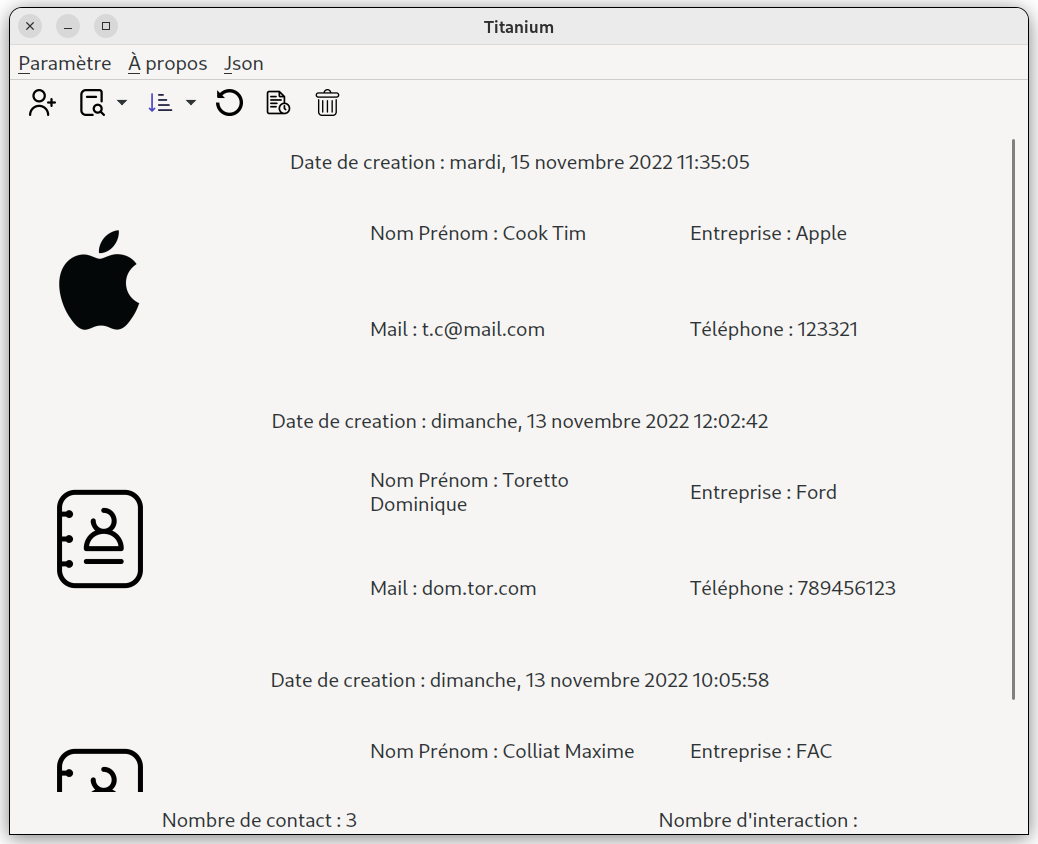 Titanium
Paramètre À propos Json
Date de creation : mardi, 15 novembre 2022 11:35:05
Nom Prénom : Cook Tim Entreprise : Apple
Mail : t.c@mail.com Téléphone : 123321
Date de creation : dimanche, 13 novembre 2022 12:02:42
Nom Prénom : Toretto
Dominique
Entreprise : Ford
Mail : dom.tor.com Téléphone : 789456123
Date de creation : dimanche, 13 novembre 2022 10:05:58
Nom Prénom : Colliat Maxime Entreprise : FAC
Nombre de contact : 3 Nombre d'interaction :